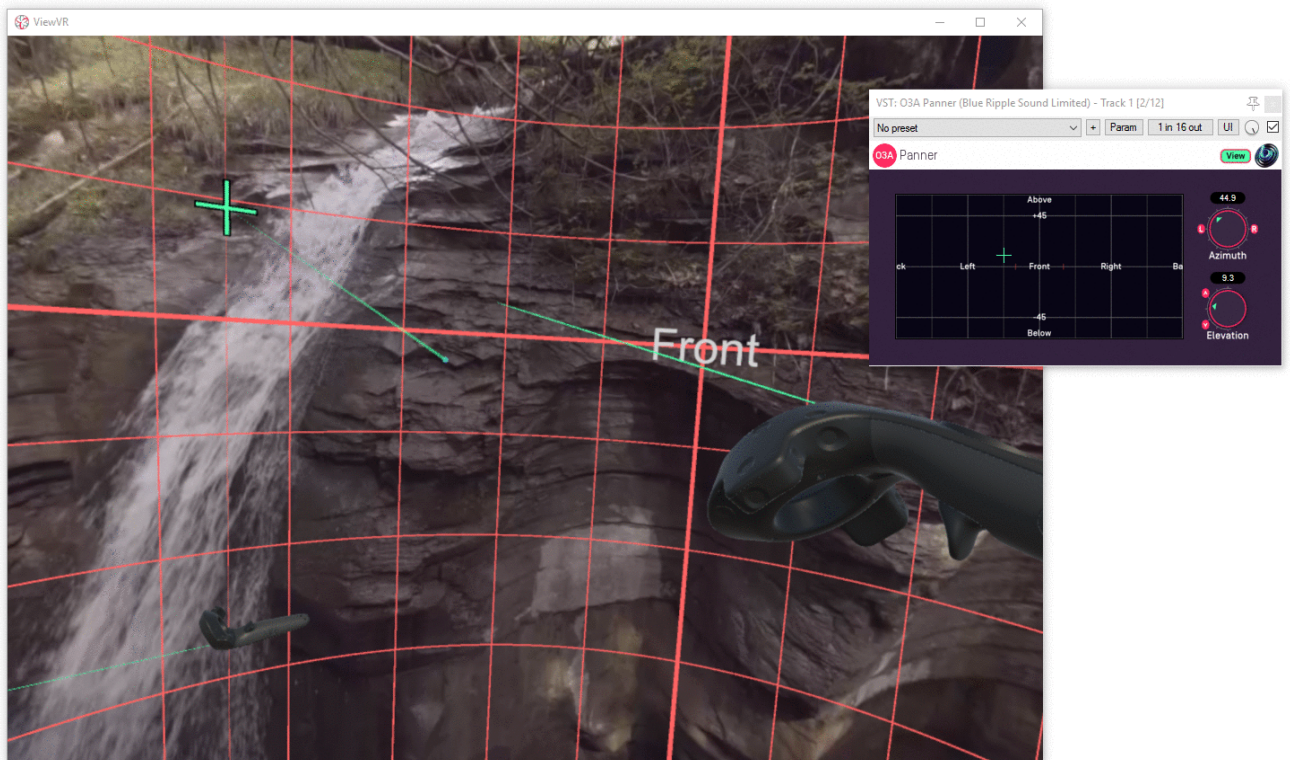 ViewVR
Front
VST: O3A Panner (Blue Ripple Sound Limited) - Track 1 [2/12]
No preset
+
Param
1 in 16 out
UI
O3A Panner
View
Above
+45
ck
Left
Front
Right
Ba
-45
Below
44.9
L
R
Azimuth
9.3
A
V
Elevation